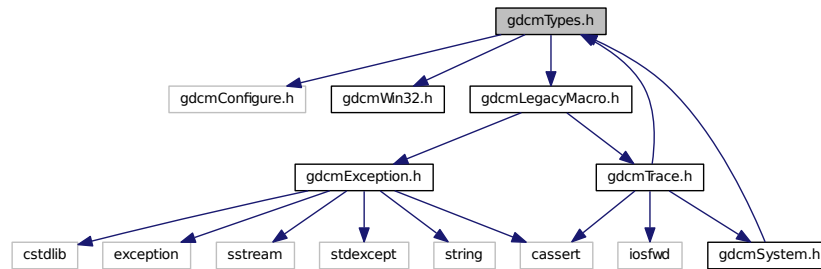 gdcmTypes.h
gdcmConfigure.h
gdcmWin32.h
gdcmLegacyMacro.h
gdcmException.h
gdcmTrace.h
cstdlib
exception
sstream
stdexcept
string
cassert
iosfwd
gdcmSystem.h